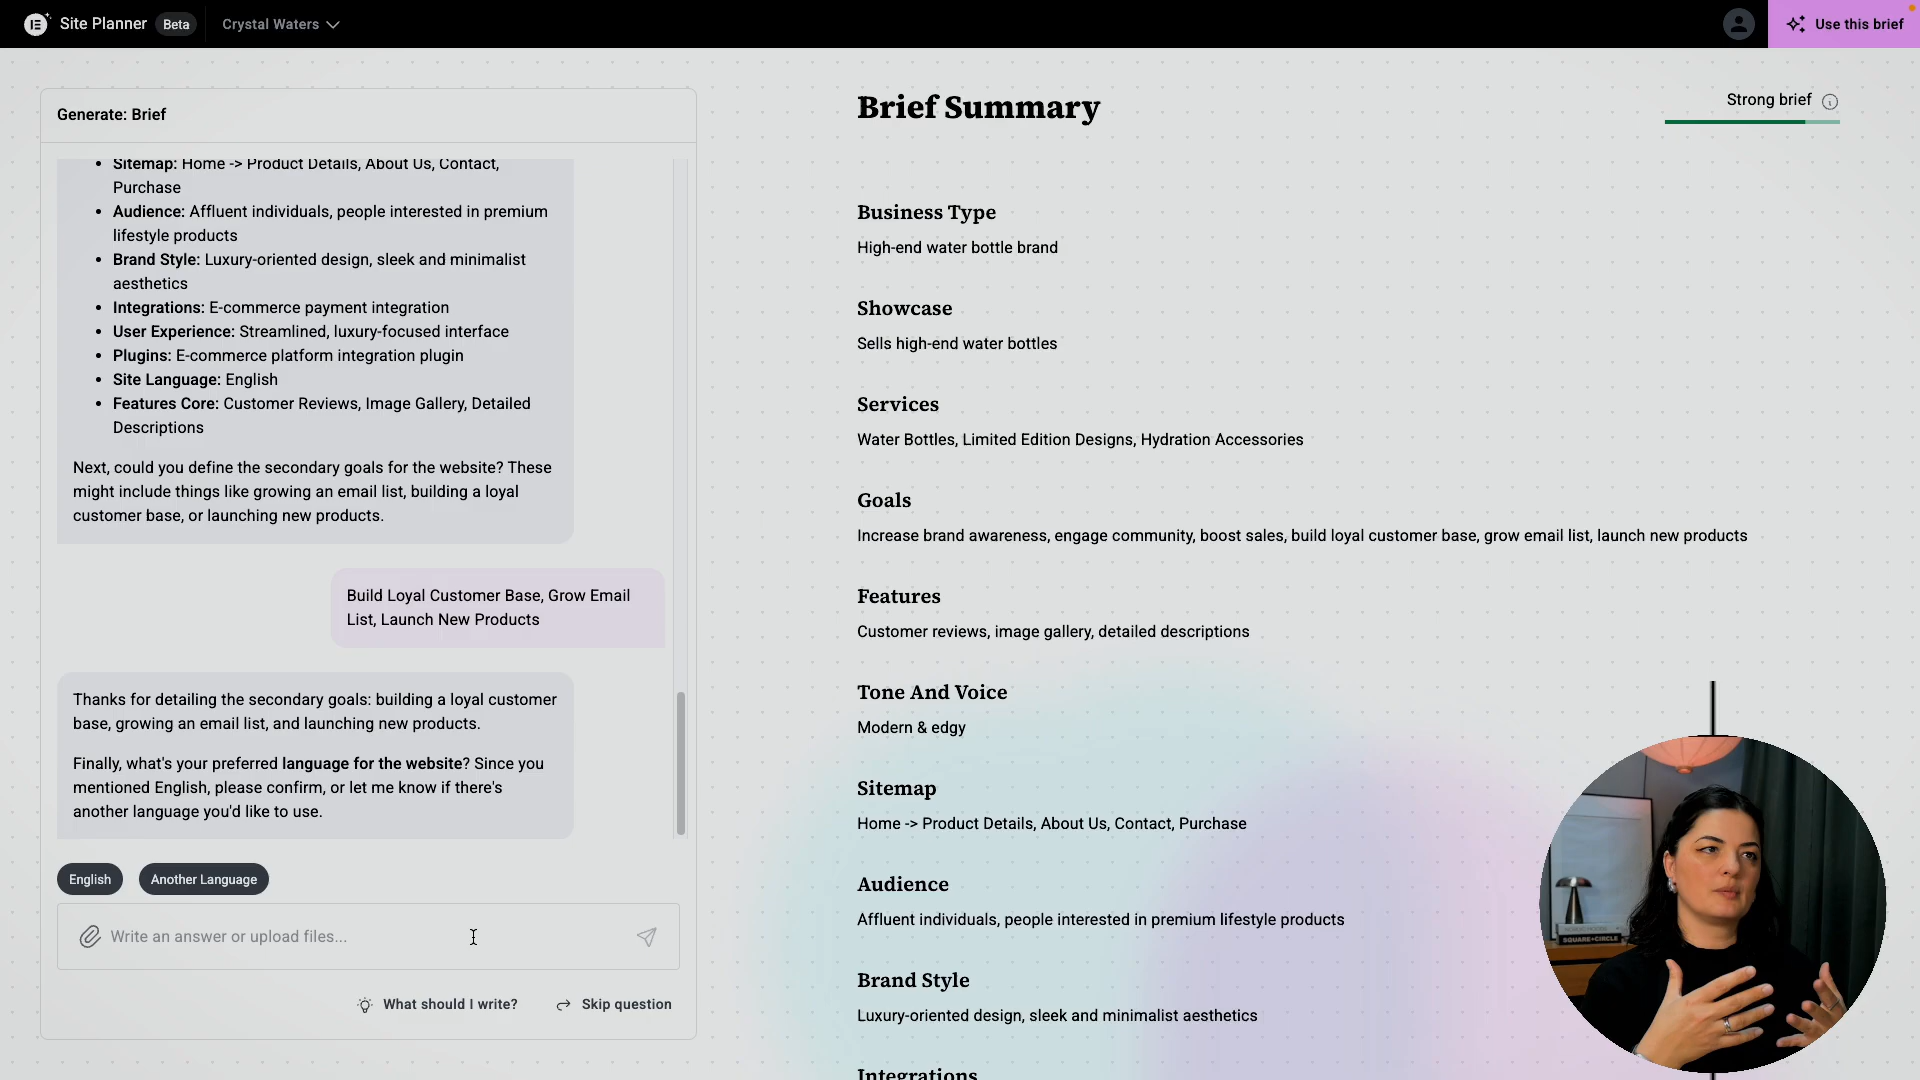 Site Planner Beta Crystal Waters
Use this brief
Generate: Brief
Sitemap: Home -> Product Details, About Us, Contact,
Purchase
Audience: Affluent individuals, people interested in premium
lifestyle products
Brand Style: Luxury-oriented design, sleek and minimalist
aesthetics
Integrations: E-commerce payment integration
User Experience: Streamlined, luxury-focused interface
Plugins: E-commerce platform integration plugin
Site Language: English
Features Core: Customer Reviews, Image Gallery, Detailed
Descriptions
Next, could you define the secondary goals for the website? These
might include things like growing an email list, building a loyal
customer base, or launching new products.
Build Loyal Customer Base, Grow Email
List, Launch New Products
Thanks for detailing the secondary goals: building a loyal customer
base, growing an email list, and launching new products.
Finally, what's your preferred language for the website? Since you
mentioned English, please confirm, or let me know if there's
another language you'd like to use.
English
Another Language
Write an answer or upload files...
What should I write?
Skip question
Brief Summary
Strong brief
Business Type
High-end water bottle brand
Showcase
Sells high-end water bottles
Services
Water Bottles, Limited Edition Designs, Hydration Accessories
Goals
Increase brand awareness, engage community, boost sales, build loyal customer base, grow email list, launch new products
Features
Customer reviews, image gallery, detailed descriptions
Tone And Voice
Modern & edgy
Sitemap
Home -> Product Details, About Us, Contact, Purchase
Audience
Affluent individuals, people interested in premium lifestyle products
Brand Style
Luxury-oriented design, sleek and minimalist aesthetics
Integrations
SQUARE+CIRCLE